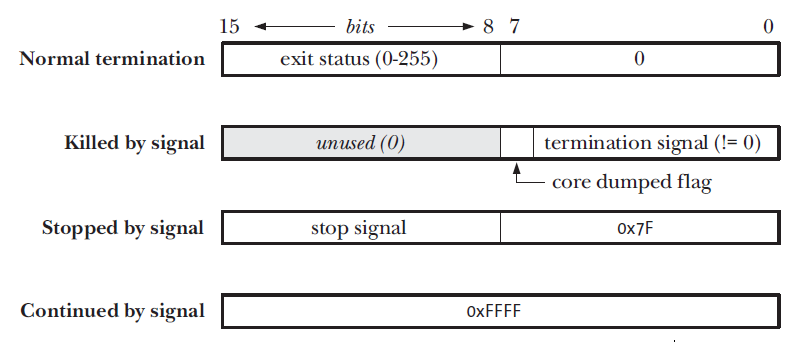 15 bits 8 7 0
Normal termination exit status (0-255) 0
Killed by signal unused (0) termination signal (!= 0)
core dumped flag
Stopped by signal stop signal 0x7F
Continued by signal 0xFFFF